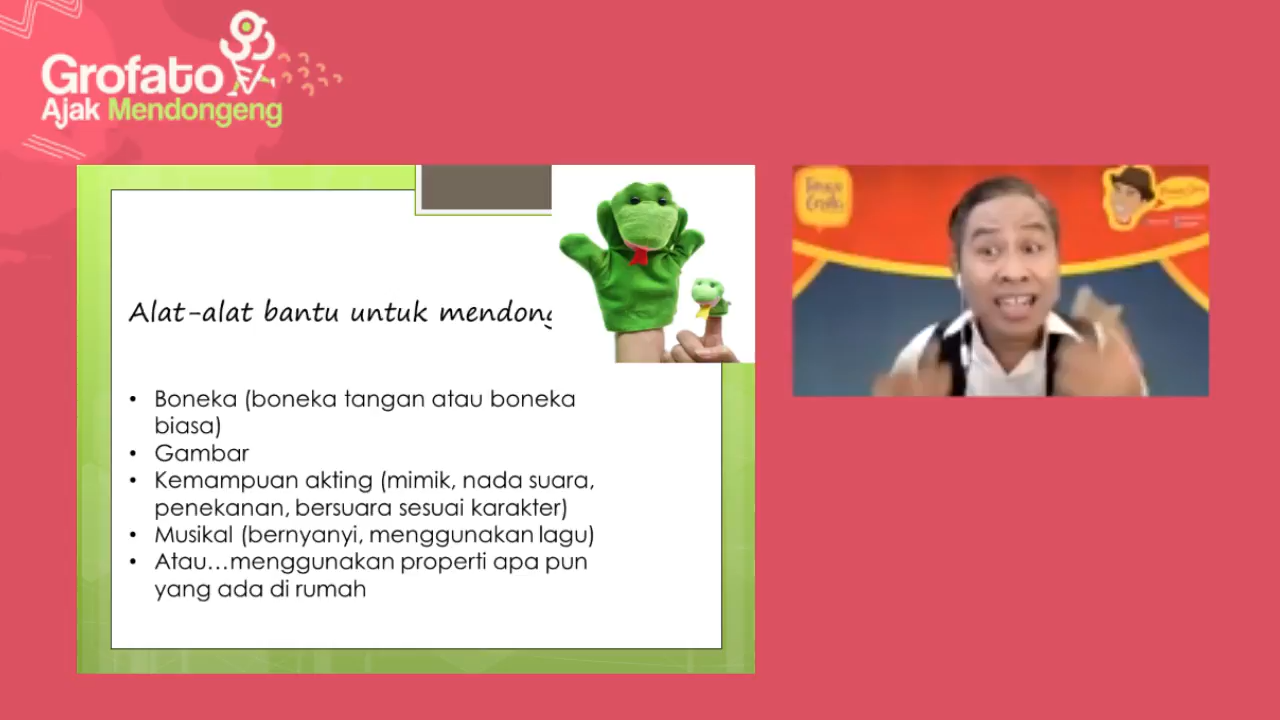 Grofato
Ajak Mendongeng
Alat-alat bantu untuk mendong
• Boneka (boneka tangan atau boneka
biasa)
• Gambar
• Kemampuan akting (mimik, nada suara,
penekanan, bersuara sesuai karakter)
• Musikal (bernyanyi, menggunakan lagu)
• Atau...menggunakan properti apa pun
yang ada di rumah